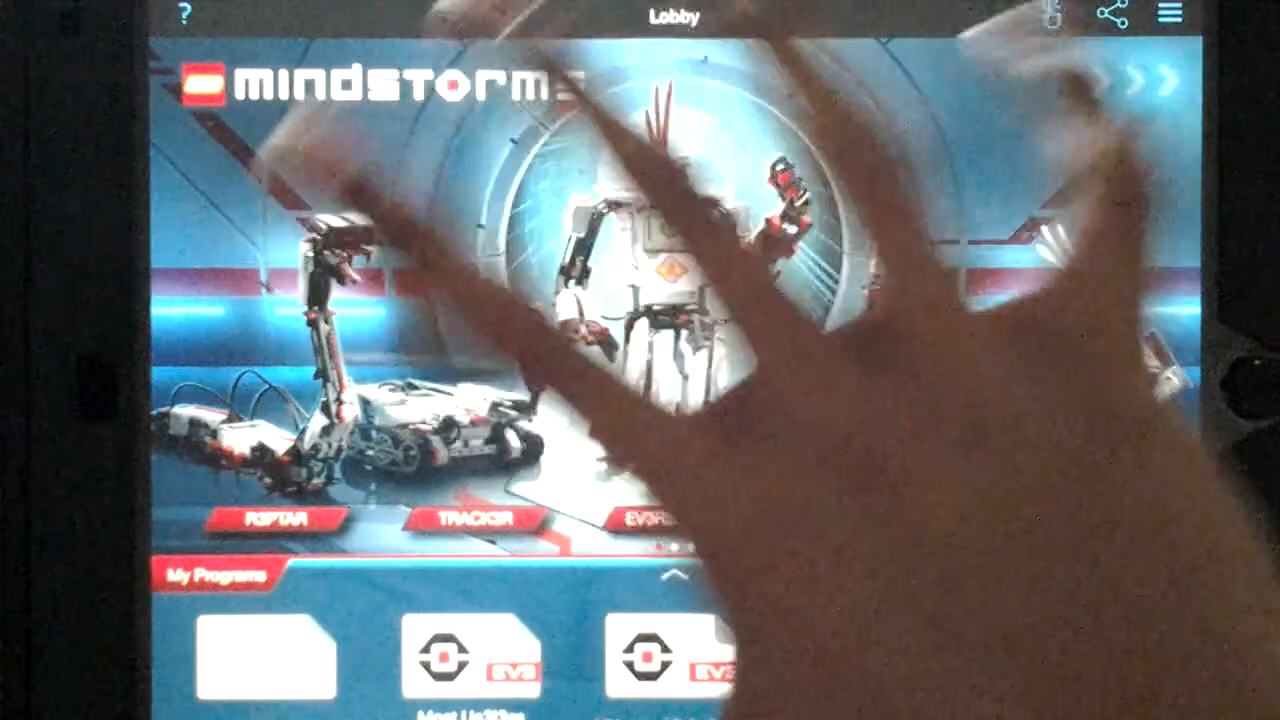 ?
Lobby
mindstorms
R3PTAR
TRACK3R
My Programs
EV3